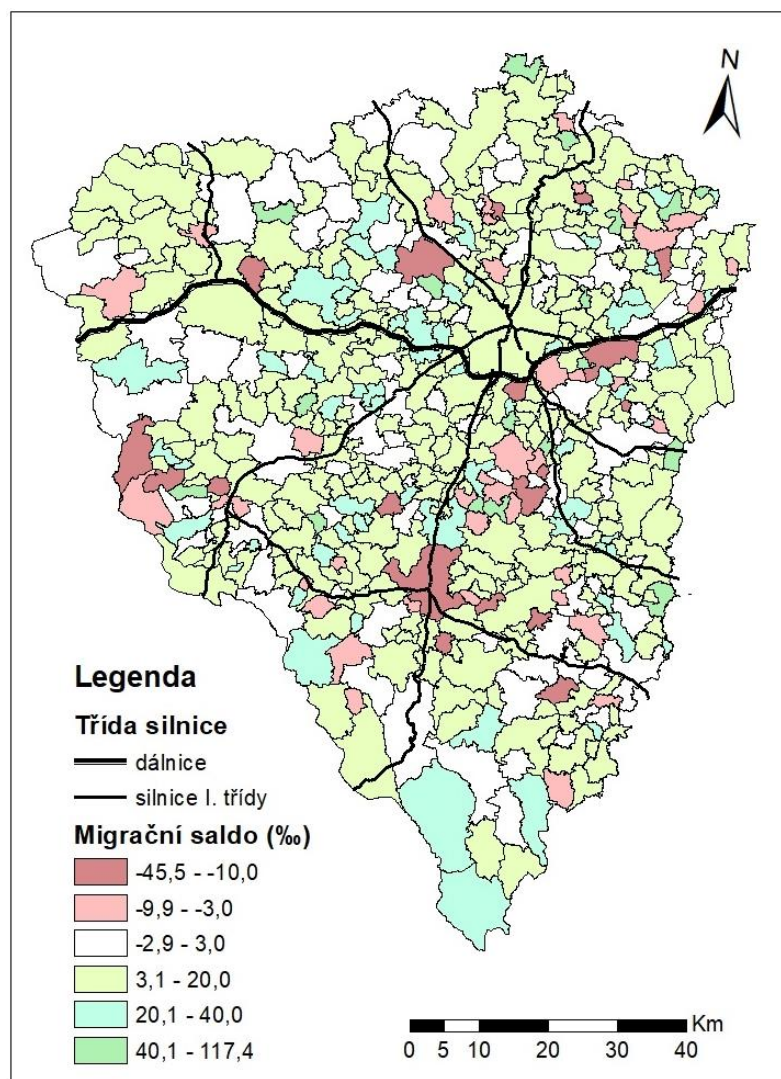 N
Legenda
Třída silnice
dálnice
silnice I. třídy
Migrační saldo (‰)
-45,5 - -10,0
-9,9 - -3,0
-2,9 - 3,0
3,1 - 20,0
20,1 - 40,0
40,1 - 117,4
Km
0 5 10 20 30 40